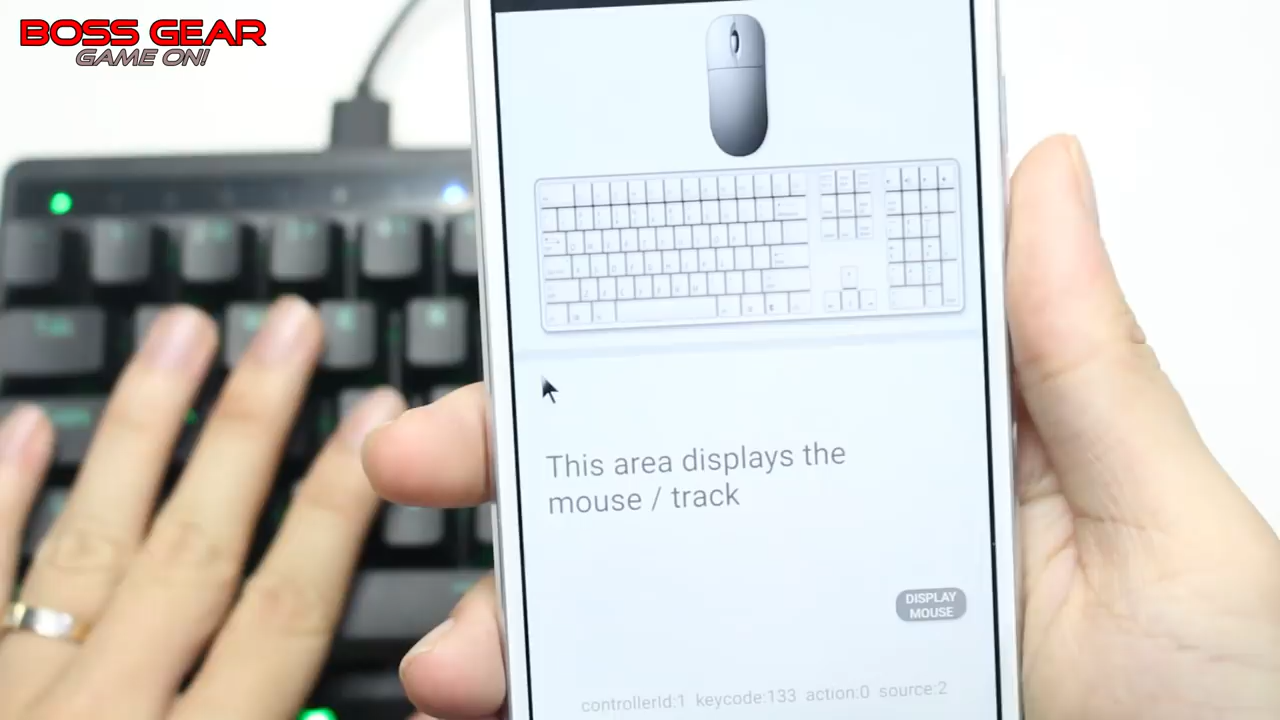 BOSS GEAR
GAME ON!
This area displays the
mouse / track
DISPLAY
MOUSE
controllerId:1 keycode:133 action:0 source:2